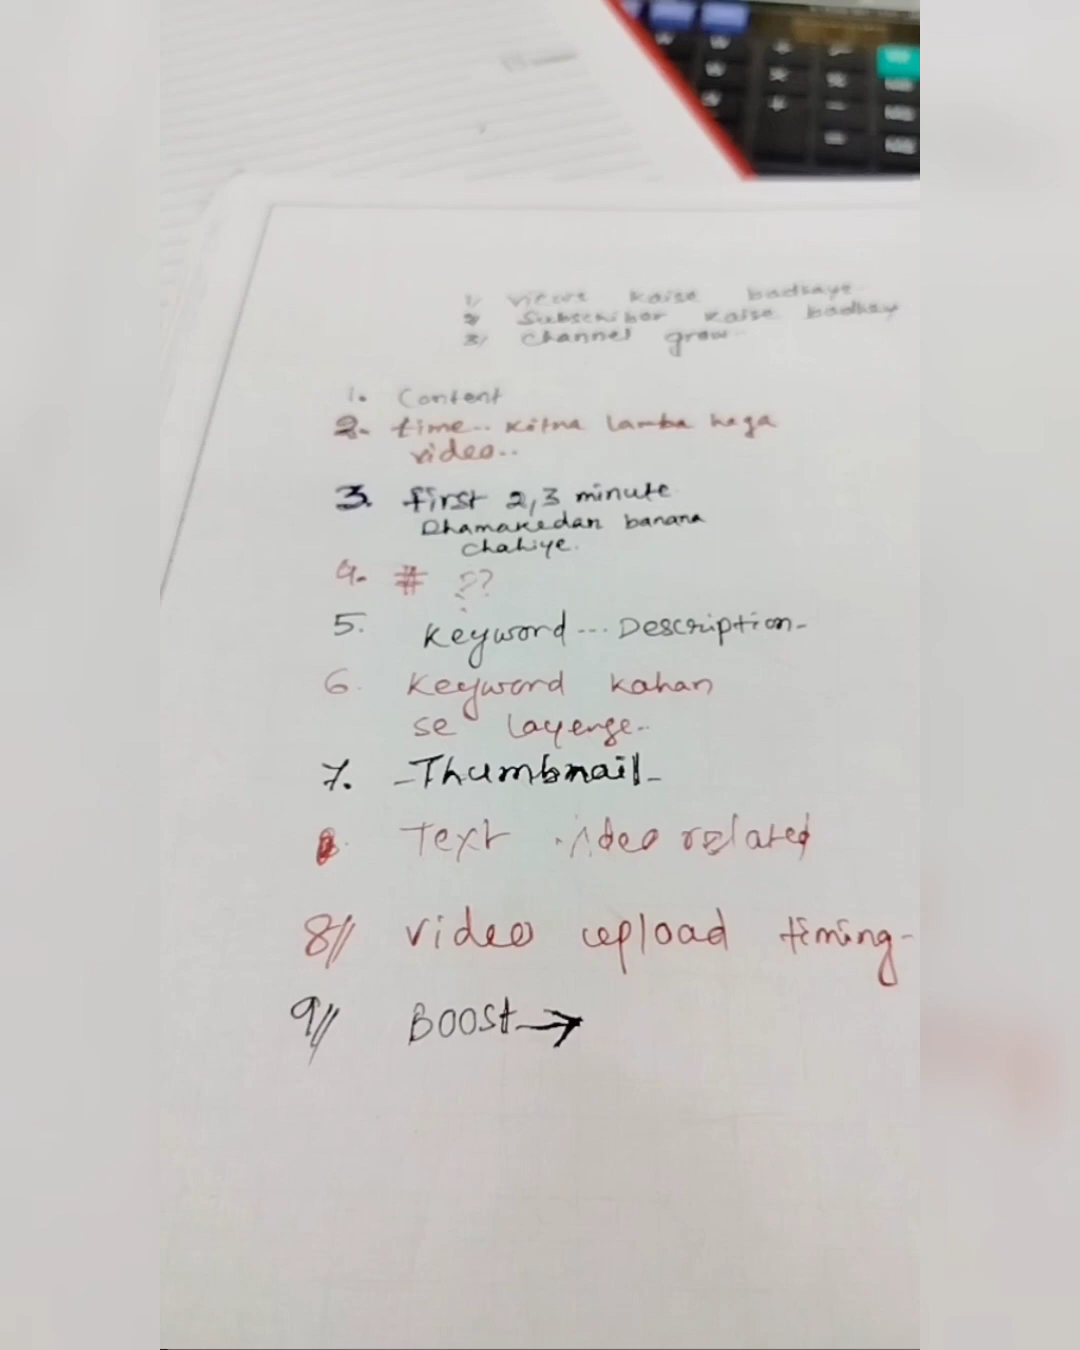 1/ views kaise badhaye
2/ Subscribar kaise badhay
3/ channel grow..
1. Content
2. time.. kitna lamba hoga
video..
3. first 2,3 minute
Dhamakedan banana
chahiye.
4. # ??
5. Keyword... Description-
6. Keyword kahan
se layenge..
7. -Thumbnail-
Text video related
8// video upload timing-
9// Boost→